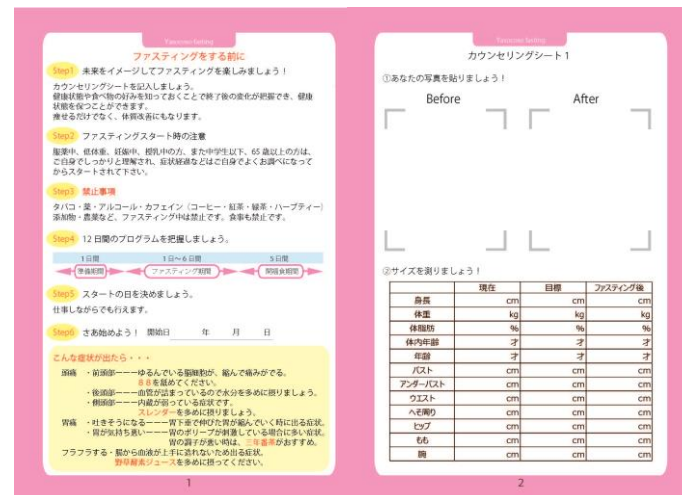 ファスティングをする前に
Step1 未来をイメージしてファスティングを楽しみましょう！
カウンセリングシートを記入しましょう。
健康状態や食べ物の好みを知っておくことで終了後の変化が把握でき、健康
状態を保つことができます。
痩せるだけでなく、体質改善にもなります。
Step2 ファスティングスタート時の注意
服薬中、低体重、妊娠中、授乳中の方、また中学生以下、65歳以上の方は、
ご自身でしっかりと理解され、症状経過などはご自身でよくお調べになって
からスタートされて下さい。
Step3 禁止事項
タバコ・薬・アルコール・カフェイン（コーヒー・紅茶・緑茶・ハーブティー）
添加物・農薬など、ファスティング中は禁止です。食事も禁止です。
Step4 12日間のプログラムを把握しましょう。
1日間 1日～6日間 5日間
準備期間 ファスティング期間 回復食期間
Step5 スタートの日を決めましょう。
仕事しながらでも行えます。
Step6 さあ始めよう！ 開始日 年 月 日
こんな症状が出たら・・・
頭痛 ・前頭部ーーーゆるんでいる脳細胞が、縮んで痛みがでる。
88を舐めてください。
・後頭部ーーー血管が詰まっているので水分を多めに摂りましょう。
・側頭部ーーー内蔵が弱っている症状です。
スレンダーを多めに摂りましょう。
胃痛 ・吐きそうになるーーー胃下垂で伸びた胃が縮んでいく時に出る症状。
・胃が気持ち悪いーーー胃のポリープが刺激している場合に多い症状。
胃の調子が悪い時は、三年番茶がおすすめ。
フラフラする・脳から血液が上手に流れないため出る症状。
野草酵素ジュースを多めに摂ってください。
1
カウンセリングシート1
①あなたの写真を貼りましょう！
Before After
②サイズを測りましょう！
現在 目標 ファスティング後
身長 cm cm cm
体重 kg kg kg
体脂肪 % % %
体内年齢 才 才 才
年齢 才 才 才
バスト cm cm cm
アンダーバスト cm cm cm
ウエスト cm cm cm
へそ周り cm cm cm
ヒップ cm cm cm
もも cm cm cm
腕 cm cm cm
2